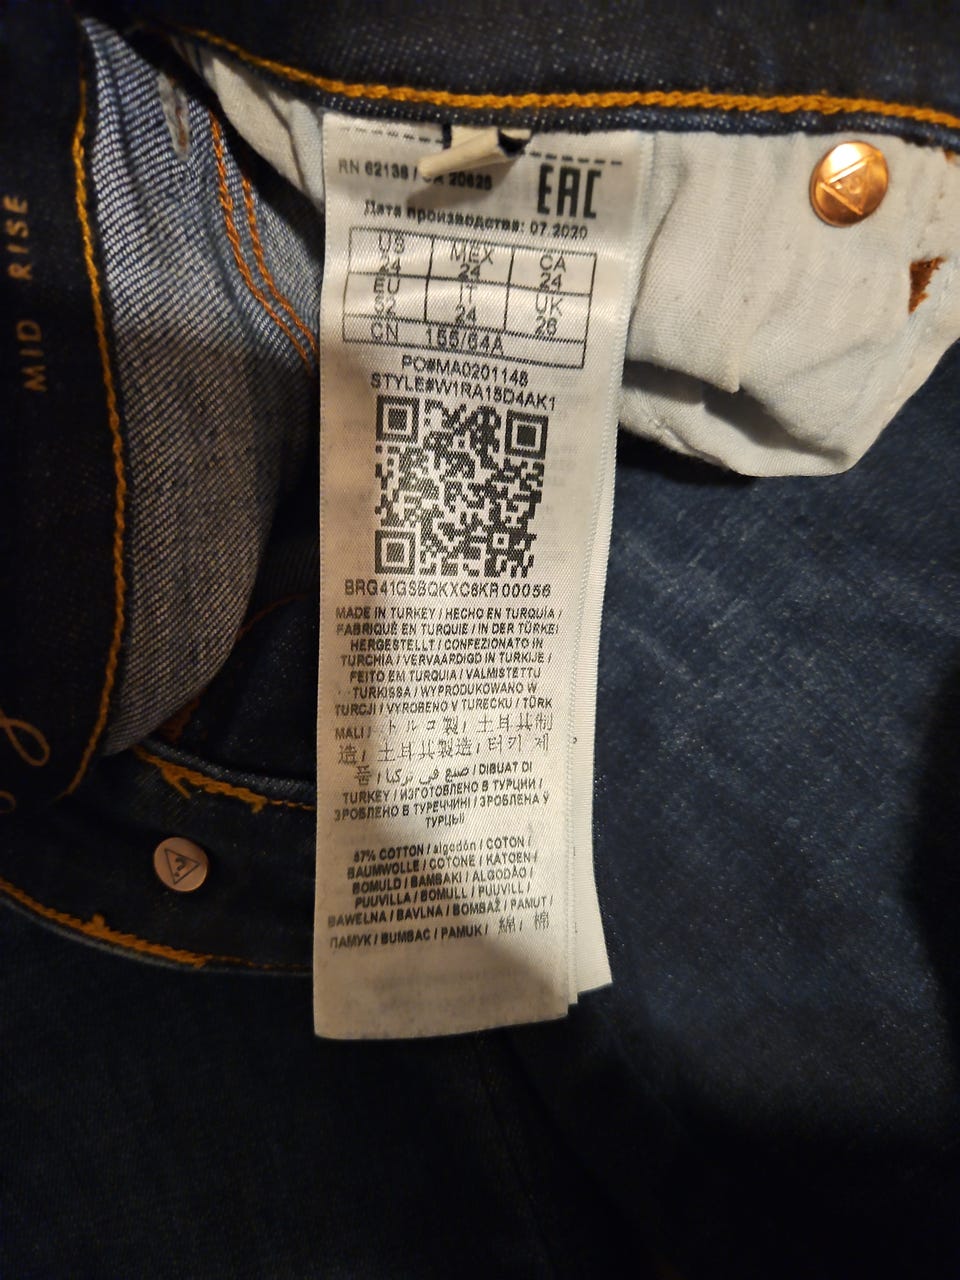 MID RISE
RN 62136 / CA 20625
EAC
Дата производства: 07.2020
US 24 MEX 24 CA 24
EU IT 24 UK 26
CN 155/64A
PO#MA0201148
STYLE#W1RA15D4AK1
BRG41GSBQKXC6KR00056
MADE IN TURKEY / HECHO EN TURQUÍA /
FABRIQUÉ EN TURQUIE / IN DER TÜRKEI
HERGESTELLT / CONFEZIONATO IN
TURCHIA / VERVAARDIGD IN TURKIJE /
FEITO EM TURQUIA / VALMISTETTU
TURKISSA / WYPRODUKOWANO W
TURCJI / VYROBENO V TURECKU / TÜRK
MALI / トルコ製 / 土耳其制
造 / 土耳其製造 / 터키 제
품 / صنع في تركيا / DIBUAT DI
TURKEY / ИЗГОТОВЛЕНО В ТУРЦИИ /
ЗРОБЛЕНО В ТУРЕЧЧИНІ / ЗРОБЛЕНА Ў
ТУРЦЫІ
87% COTTON / algodón / COTON /
BAUMWOLLE / COTONE / KATOEN /
BOMULD / BAMBAKI / ALGODÃO /
PUUVILLA / BOMULL / PUUVILL /
BAWELNA / BAVLNA / BOMBAŽ / PAMUT /
ПАМУК / BUMBAC / PAMUK / 綿 / 棉